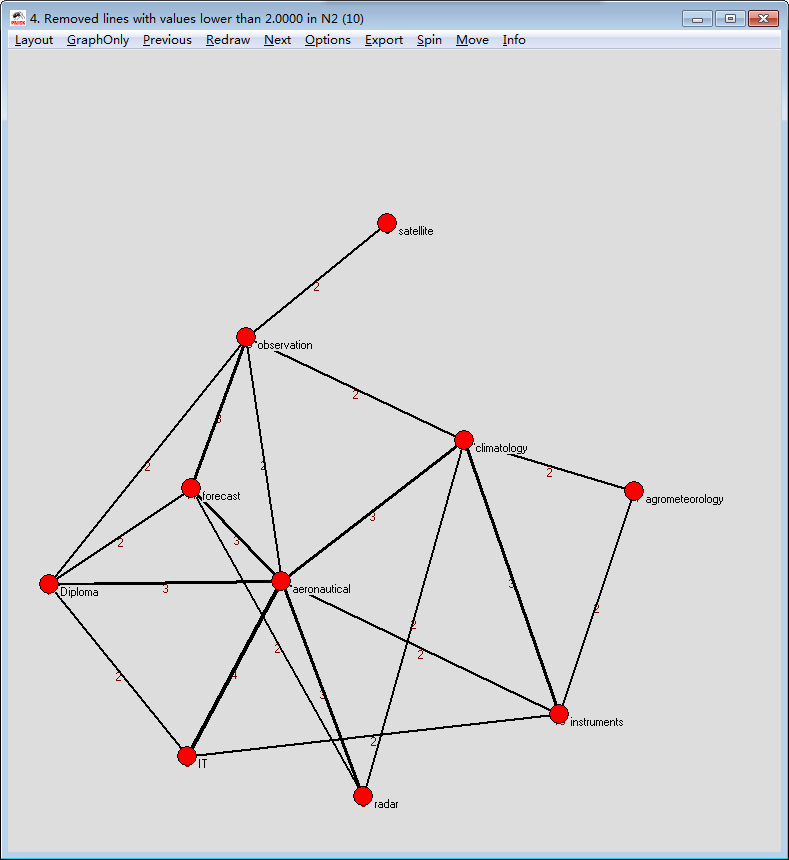 4. Removed lines with values lower than 2.0000 in N2 (10)
Layout GraphOnly Previous Redraw Next Options Export Spin Move Info
satellite
2
observation
2
3
climatology
2
2
2
forecast
agrometeorology
3
3
2
Diploma
aeronautical
3
3
2
2
2
2
2
4
3
instruments
2
IT
radar